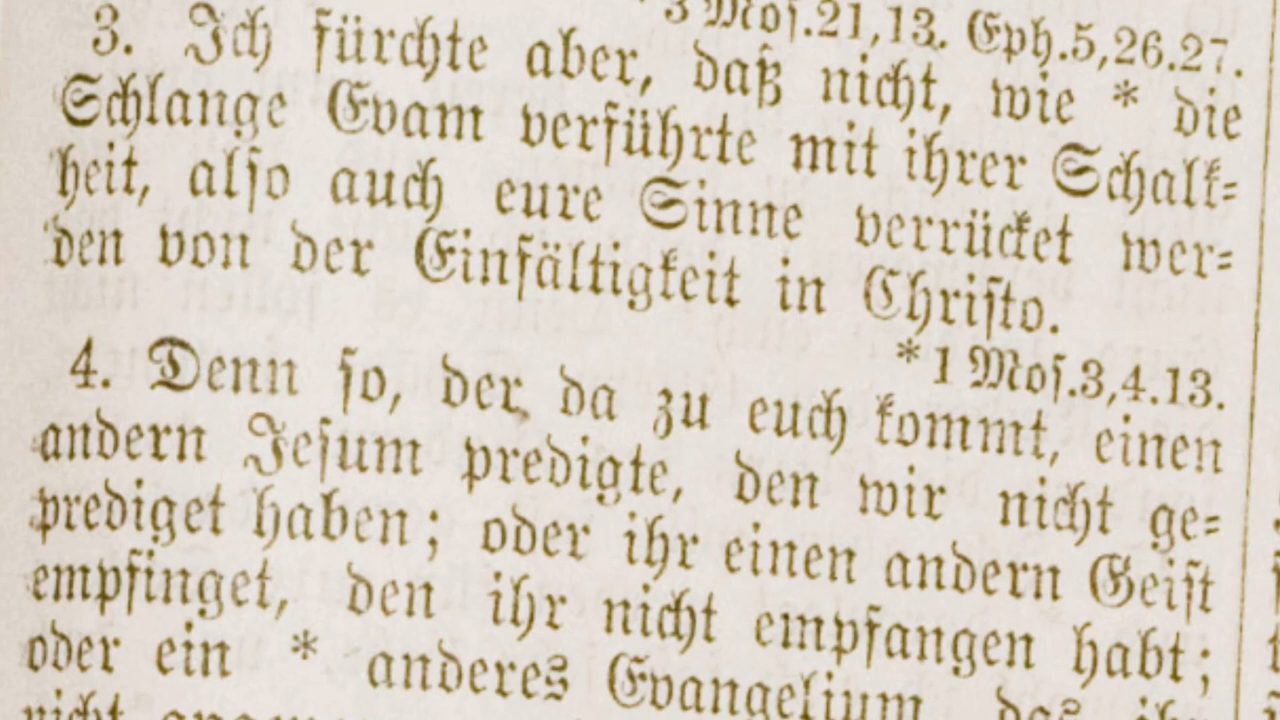 * 3 Mos.21,13. Eph.5,26.27.
3. Ich fürchte aber, daß nicht, wie * die
Schlange Evam verführte mit ihrer Schalk=
heit, also auch eure Sinne verrücket wer=
den von der Einfältigkeit in Christo.
* 1 Mos.3,4.13.
4. Denn so, der da zu euch kommt, einen
andern Jesum predigte, den wir nicht ge=
prediget haben; oder ihr einen andern Geist
empfinget, den ihr nicht empfangen habt;
oder ein * anderes Evangelium, das ihr
nicht